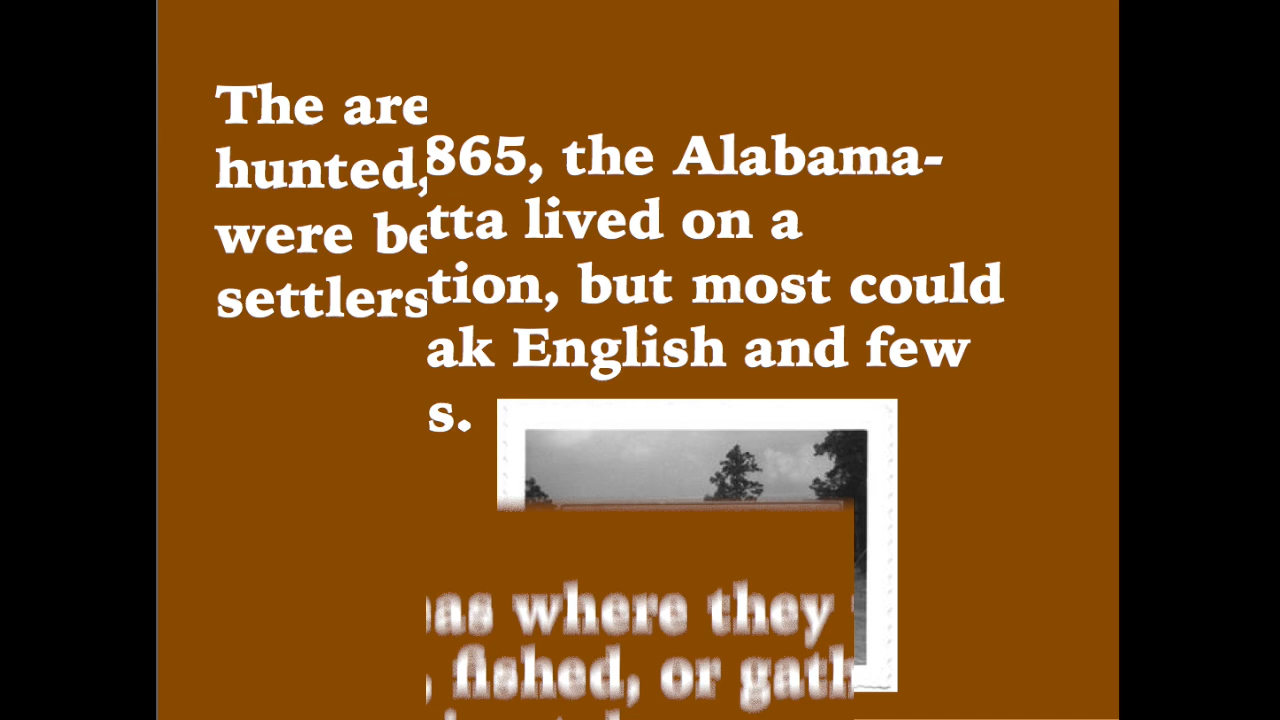 The are
hunted,
were be
settlers
865, the Alabama-
tta lived on a
tion, but most could
ak English and few
s.
as where they
, fished, or gath